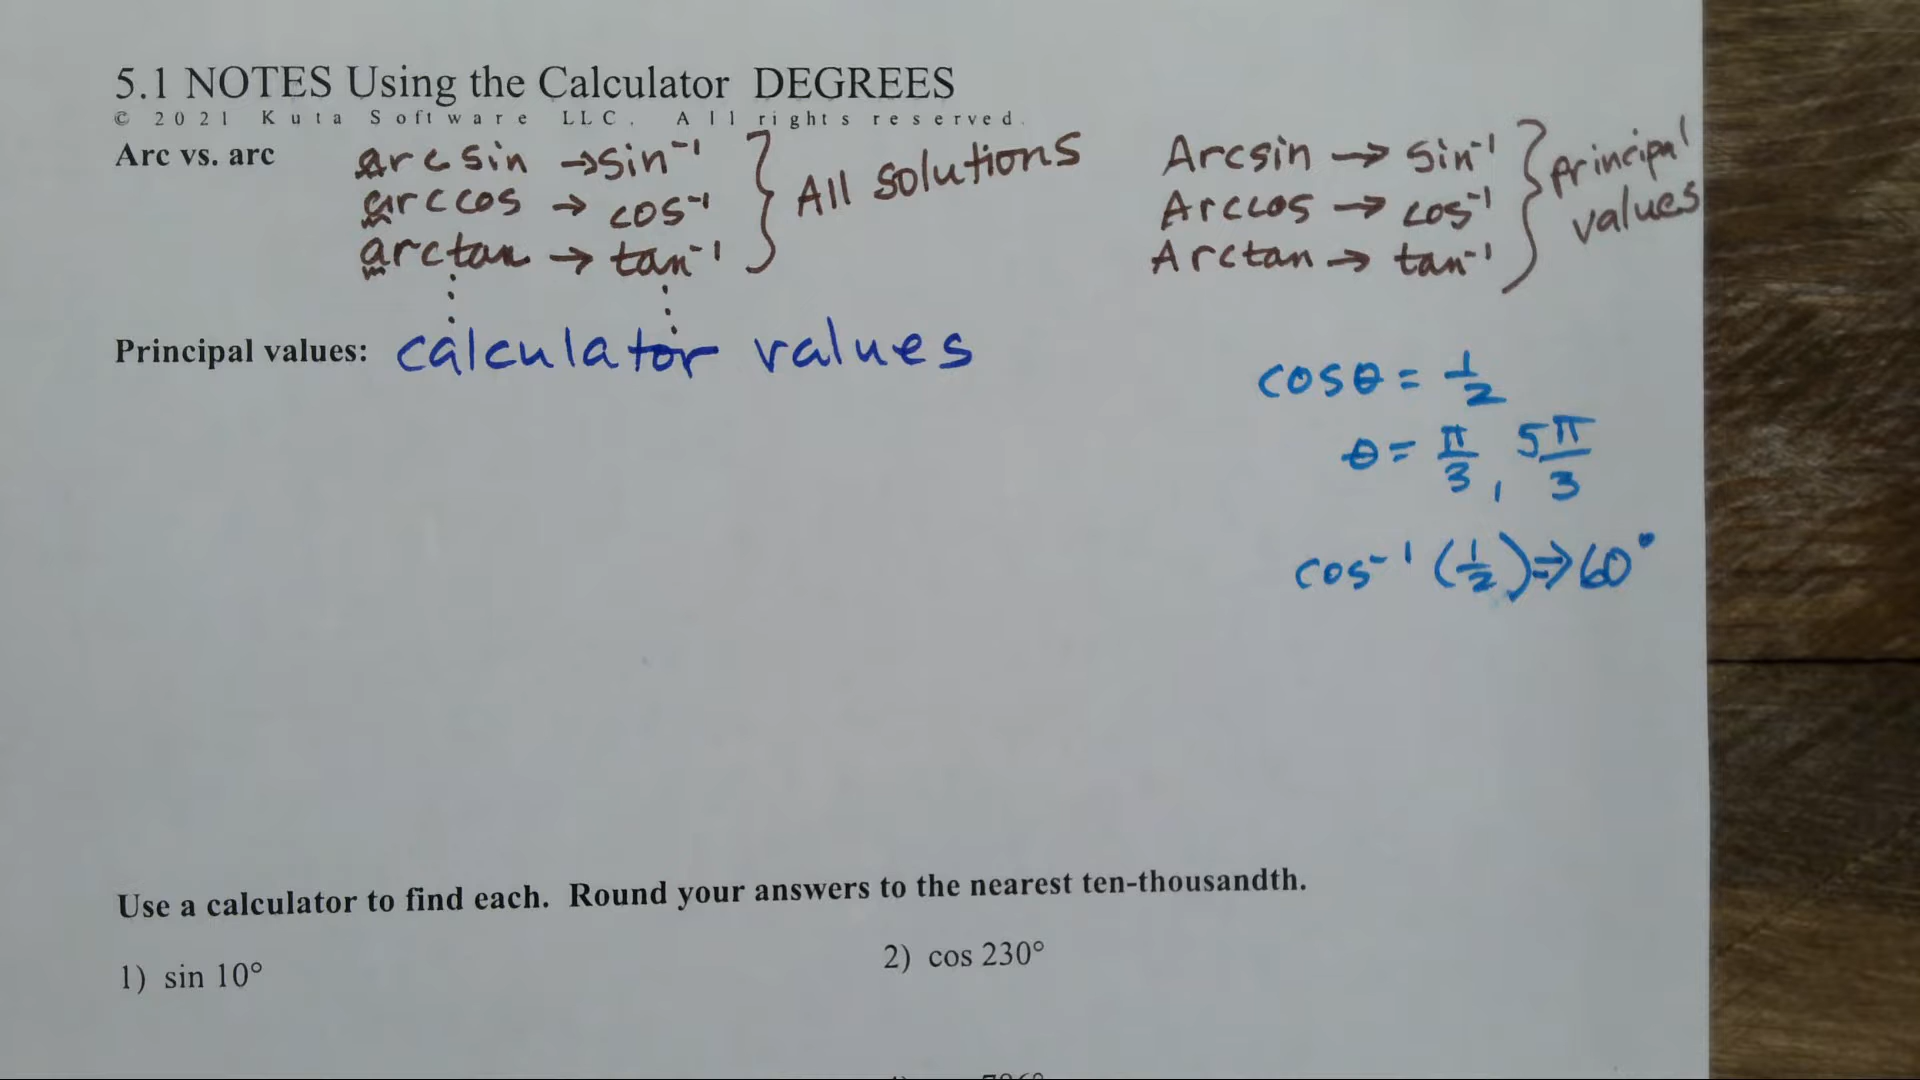 5.1 NOTES Using the Calculator DEGREES
© 2021 Kuta Software LLC. All rights reserved.
Arc vs. arc
arcsin → sin⁻¹
arccos → cos⁻¹
arctan → tan⁻¹
All solutions
Arcsin → sin⁻¹
Arccos → cos⁻¹
Arctan → tan⁻¹
principal
values
Principal values: calculator values
cosθ = 1/2
θ = π/3, 5π/3
cos⁻¹(1/2) ⇒ 60°
Use a calculator to find each. Round your answers to the nearest ten-thousandth.
1) sin 10°
2) cos 230°